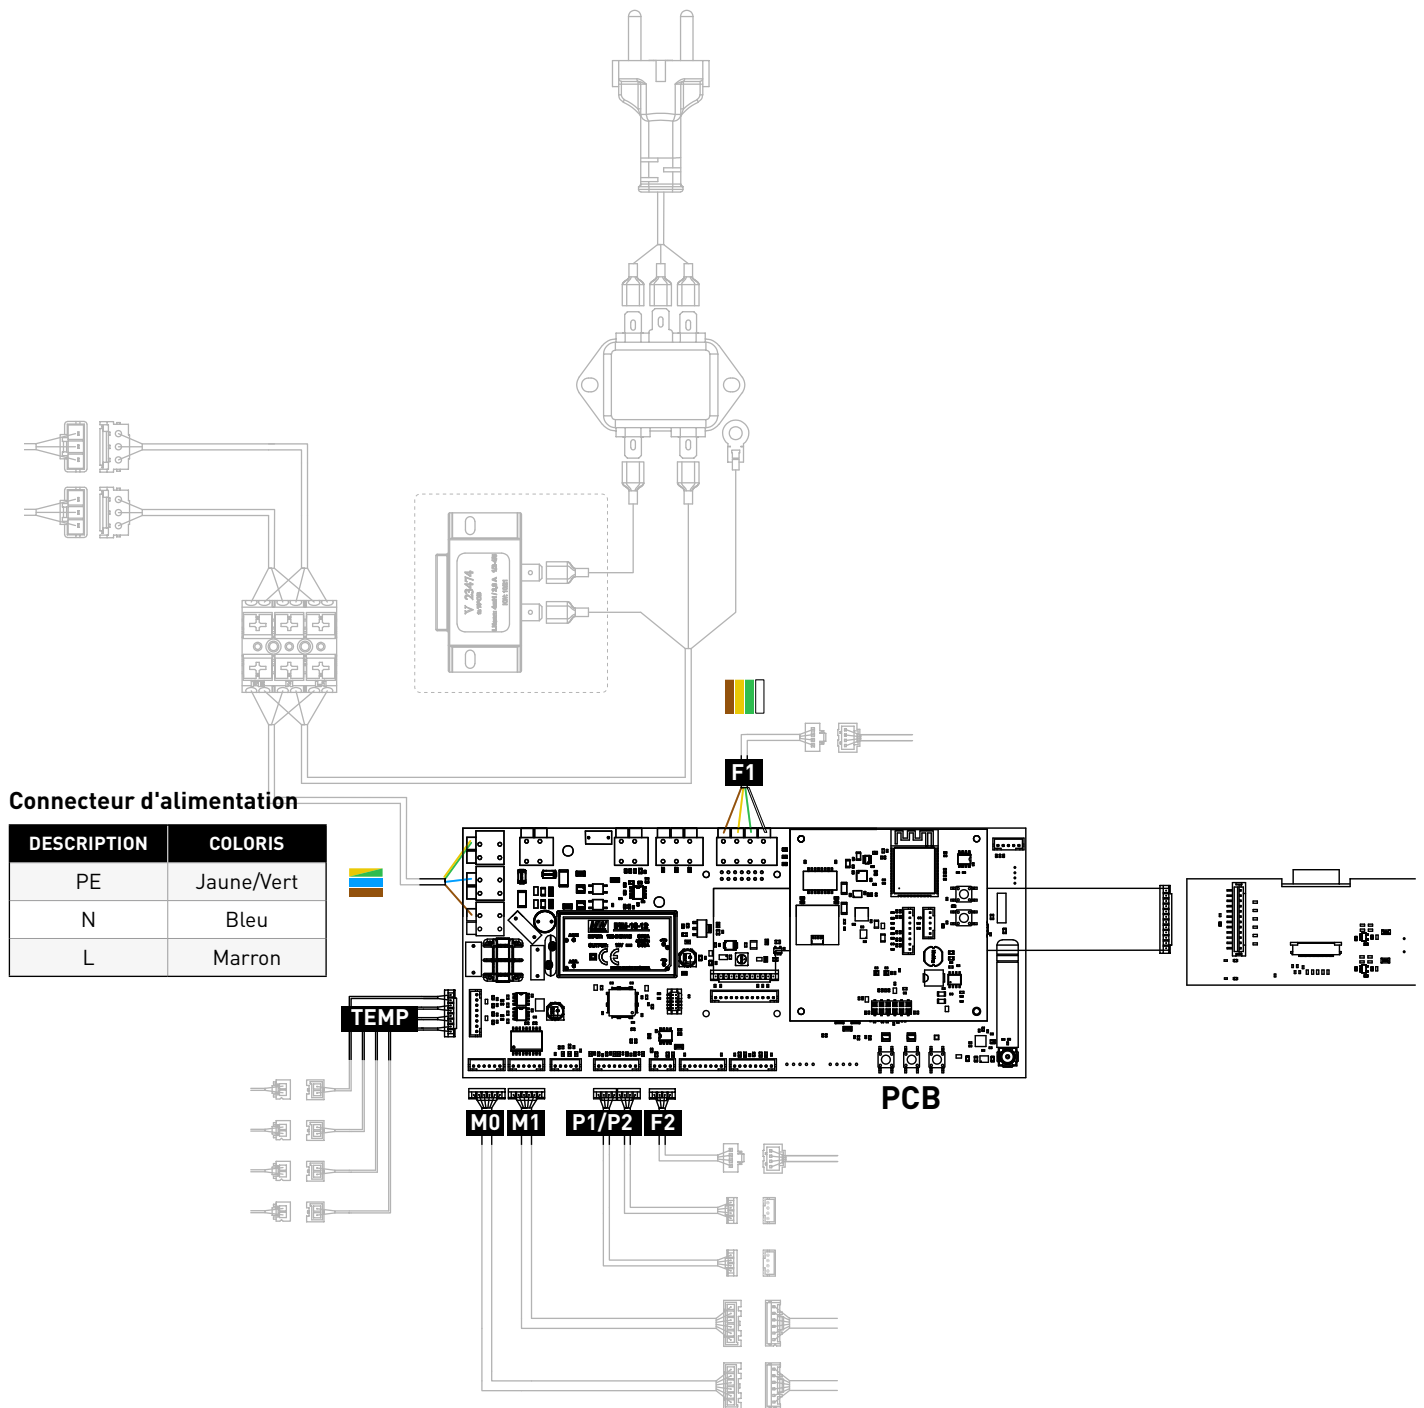 V 23474
F1
Connecteur d'alimentation
DESCRIPTION COLORIS
PE Jaune/Vert
N Bleu
L Marron
TEMP
PCB
M0 M1 P1/P2 F2